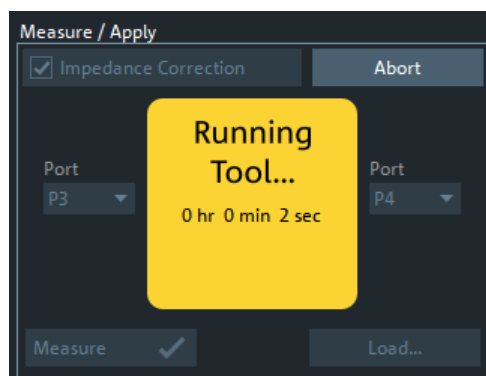 Measure / Apply
Impedance Correction
Abort
Running
Tool...
0 hr 0 min 2 sec
Port
P3
Port
P4
Measure
Load...